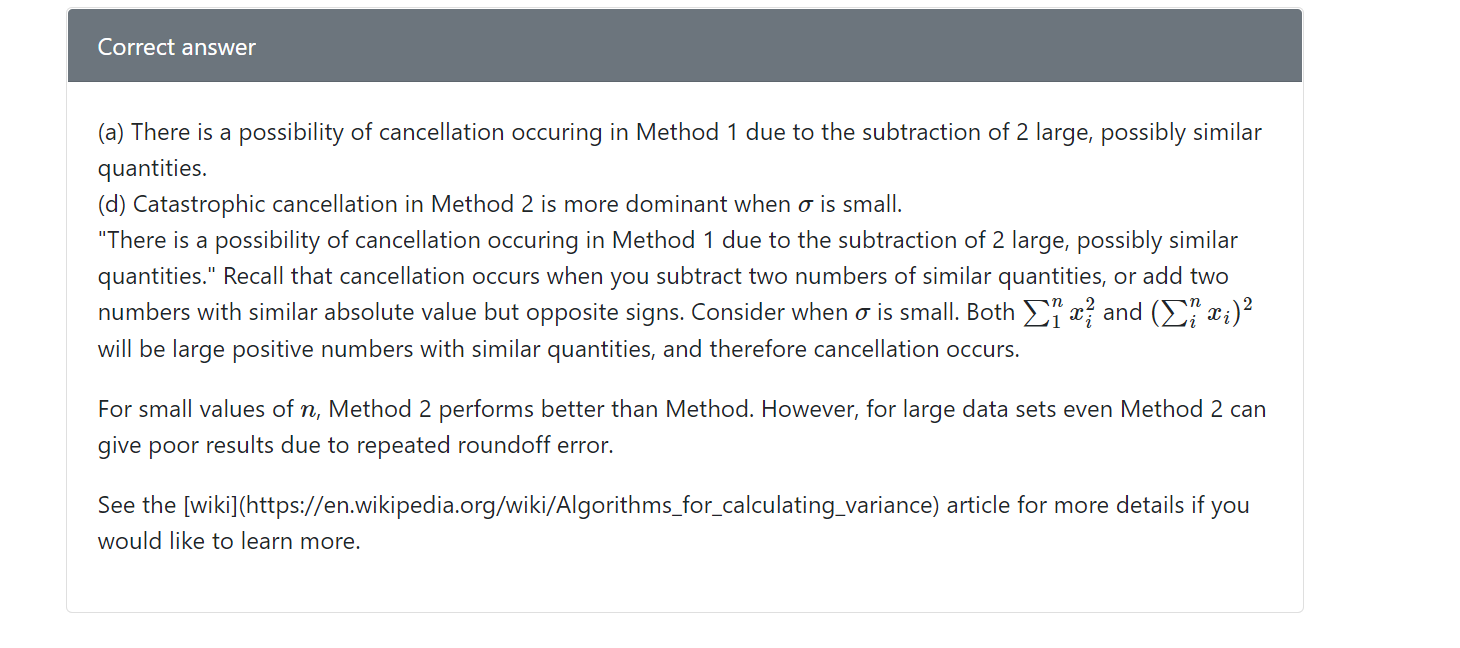 Correct answer
(a) There is a possibility of cancellation occuring in Method 1 due to the subtraction of 2 large, possibly similar
quantities.
(d) Catastrophic cancellation in Method 2 is more dominant when σ is small.
"There is a possibility of cancellation occuring in Method 1 due to the subtraction of 2 large, possibly similar
quantities." Recall that cancellation occurs when you subtract two numbers of similar quantities, or add two
numbers with similar absolute value but opposite signs. Consider when σ is small. Both ∑₁ⁿ xᵢ² and (∑ᵢⁿ xᵢ)²
will be large positive numbers with similar quantities, and therefore cancellation occurs.
For small values of n, Method 2 performs better than Method. However, for large data sets even Method 2 can
give poor results due to repeated roundoff error.
See the [wiki](https://en.wikipedia.org/wiki/Algorithms_for_calculating_variance) article for more details if you
would like to learn more.